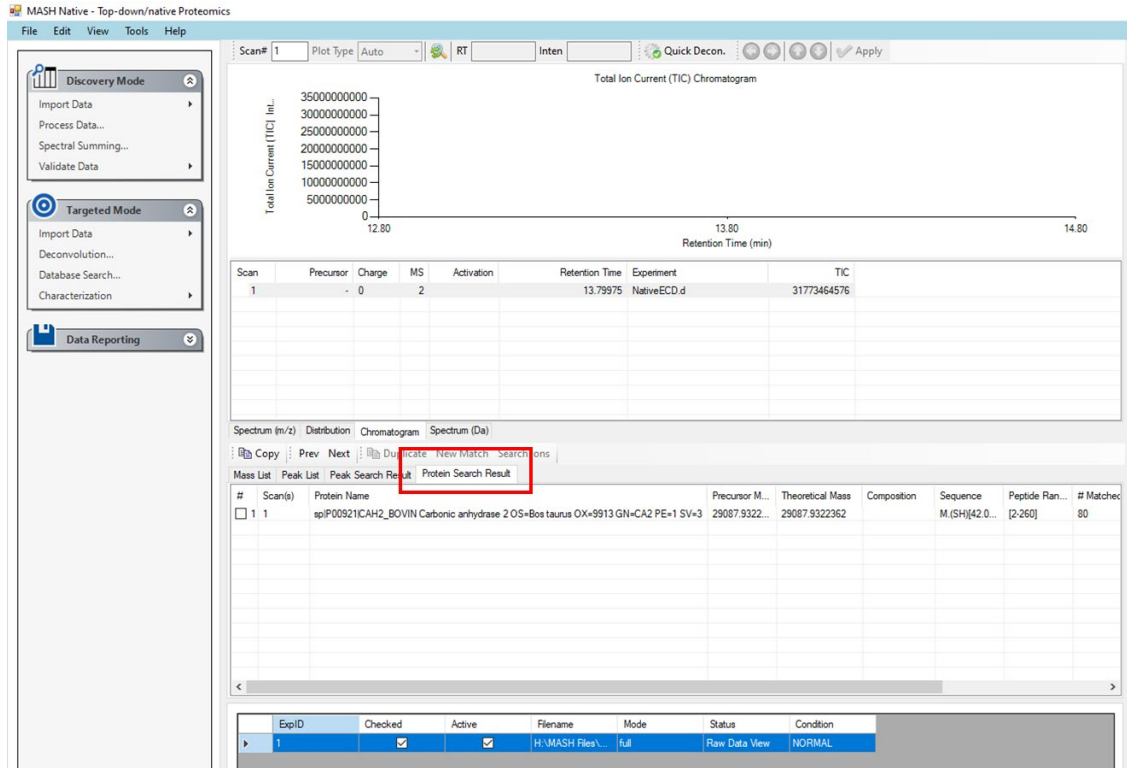 MASH Native - Top-down/native Proteomics
File Edit View Tools Help
Scan# 1 Plot Type Auto RT Inten Quick Decon. Apply
Discovery Mode
Import Data
Process Data...
Spectral Summing...
Validate Data
Targeted Mode
Import Data
Deconvolution...
Database Search...
Characterization
Data Reporting
Total Ion Current (TIC) Chromatogram
Total Ion Current (TIC) Int...
35000000000
30000000000
25000000000
20000000000
15000000000
10000000000
5000000000
0
12.80 13.80 14.80
Retention Time (min)
Scan Precursor Charge MS Activation Retention Time Experiment TIC
1 - 0 2 13.79975 NativeECD.d 31773464576
Spectrum (m/z) Distribution Chromatogram Spectrum (Da)
Copy Prev Next Duplicate New Match Search Ions
Mass List Peak List Peak Search Result Protein Search Result
# Scan(s) Protein Name Precursor M... Theoretical Mass Composition Sequence Peptide Ran... # Matched
1 1 sp|P00921|CAH2_BOVIN Carbonic anhydrase 2 OS=Bos taurus OX=9913 GN=CA2 PE=1 SV=3 29087.9322... 29087.9322362 M.(SH)[42.0... [2-260] 80
ExpID Checked Active Filename Mode Status Condition
1 H:\MASH Files\... full Raw Data View NORMAL